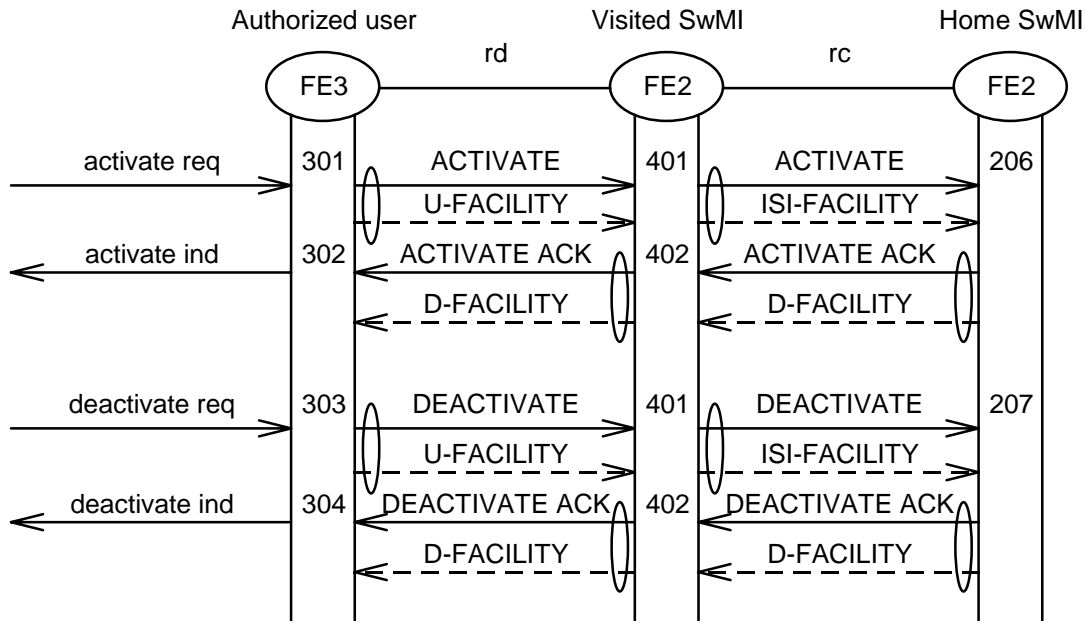 Authorized user Visited SwMI Home SwMI
rd rc
FE3 FE2 FE2
activate req 301 ACTIVATE 401 ACTIVATE 206
U-FACILITY ISI-FACILITY
activate ind 302 ACTIVATE ACK 402 ACTIVATE ACK
D-FACILITY D-FACILITY
deactivate req 303 DEACTIVATE 401 DEACTIVATE 207
U-FACILITY ISI-FACILITY
deactivate ind 304 DEACTIVATE ACK 402 DEACTIVATE ACK
D-FACILITY D-FACILITY